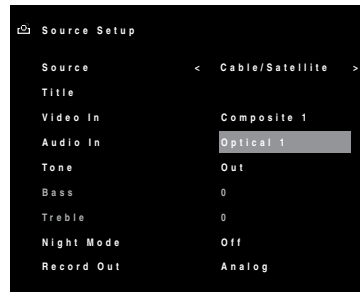 Source Setup
Source < Cable/Satellite >
Title
Video In Composite 1
Audio In Optical 1
Tone Out
Bass 0
Treble 0
Night Mode Off
Record Out Analog